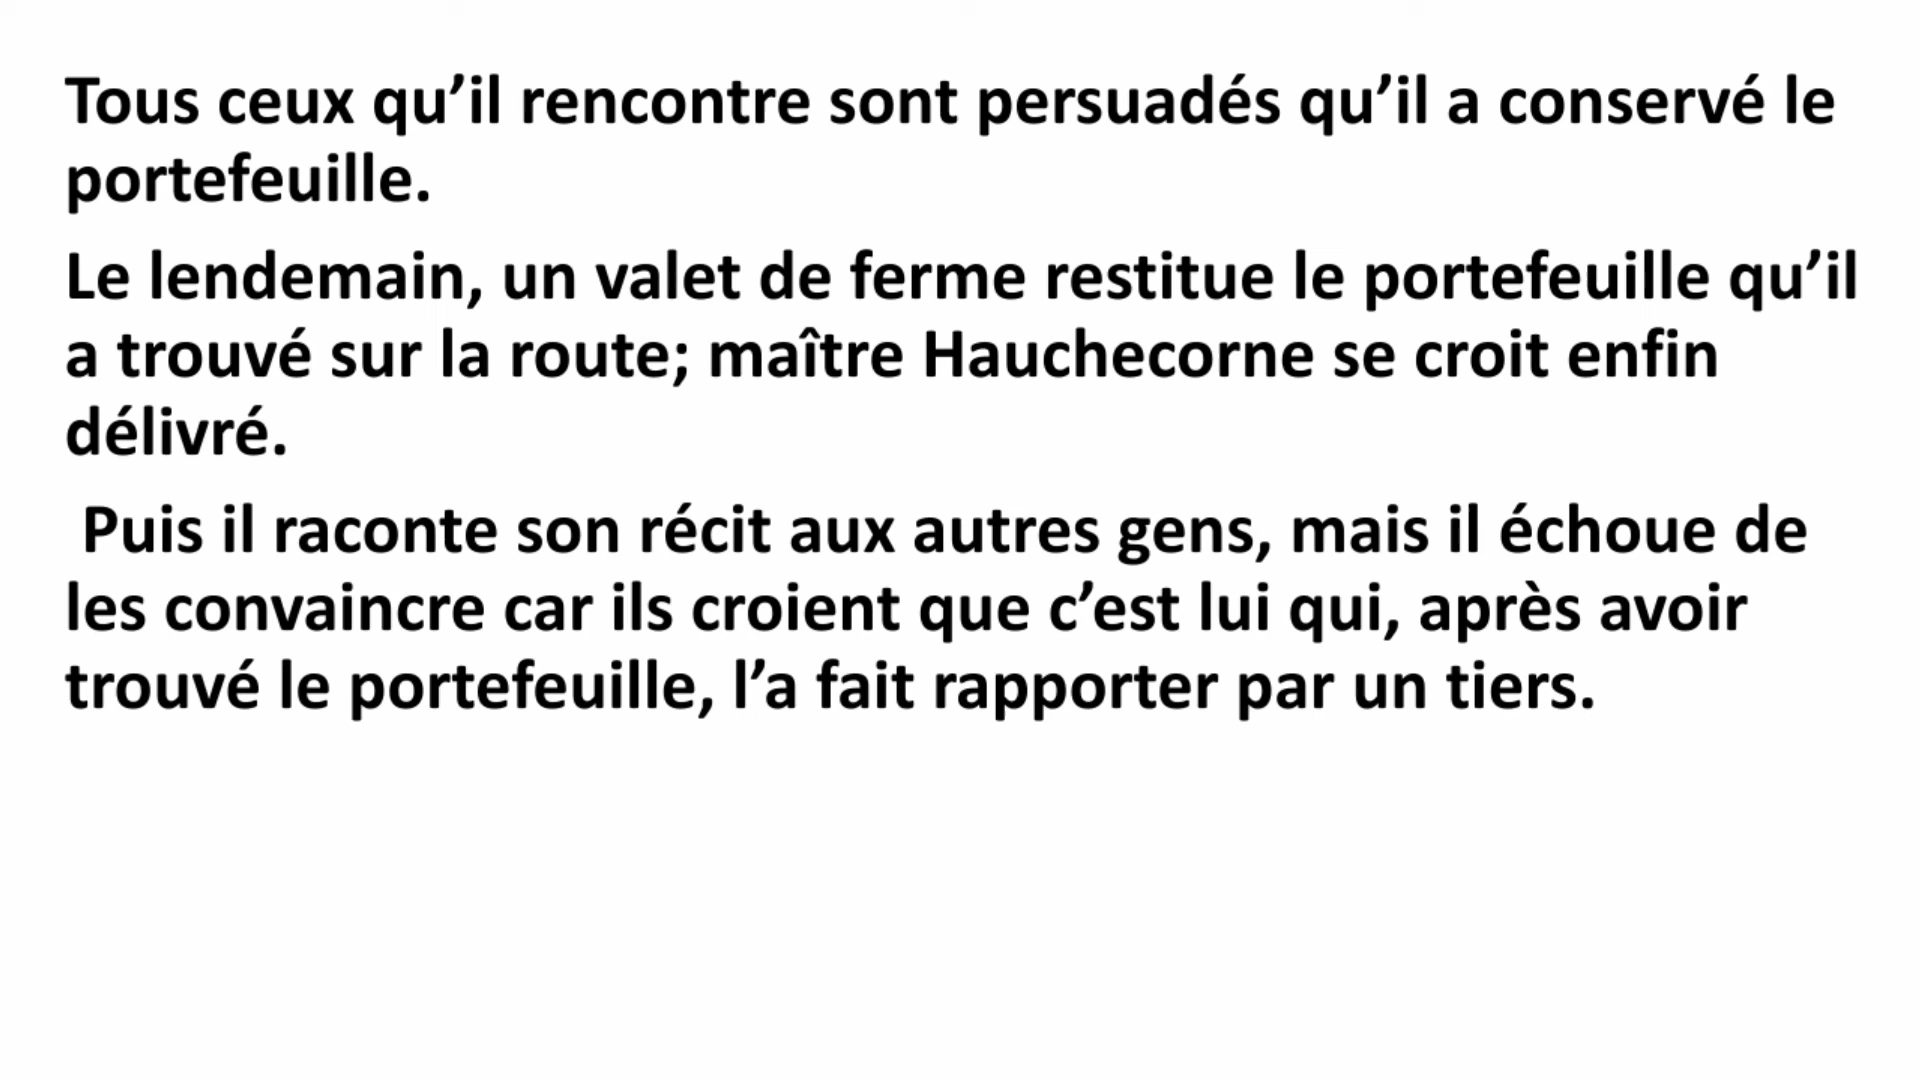 Tous ceux qu’il rencontre sont persuadés qu’il a conservé le
portefeuille.
Le lendemain, un valet de ferme restitue le portefeuille qu’il
a trouvé sur la route; maître Hauchecorne se croit enfin
délivré.
Puis il raconte son récit aux autres gens, mais il échoue de
les convaincre car ils croient que c’est lui qui, après avoir
trouvé le portefeuille, l’a fait rapporter par un tiers.